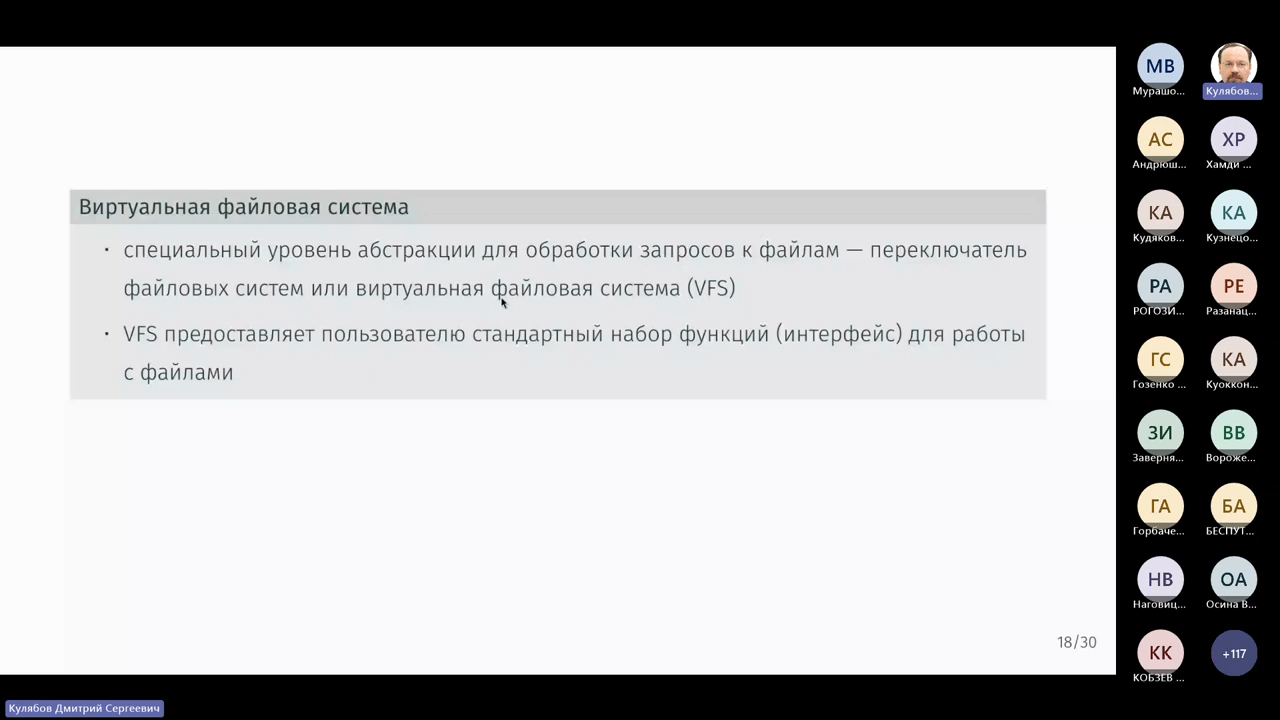 Виртуальная файловая система
• специальный уровень абстракции для обработки запросов к файлам — переключатель
файловых систем или виртуальная файловая система (VFS)
• VFS предоставляет пользователю стандартный набор функций (интерфейс) для работы
с файлами
18/30
Кулябов Дмитрий Сергеевич
МВ
Мурашо...
Кулябов...
АС
Андрюш...
ХР
Хамди ...
КА
Кудяков...
КА
Кузнецо...
РА
РОГОЗИ...
РЕ
Разанац...
ГС
Гозенко ...
КА
Куоккон...
ЗИ
Заверня...
ВВ
Вороже...
ГА
Горбаче...
БА
БЕСПУТ...
НВ
Наговиц...
ОА
Осина В...
КК
КОБЗЕВ ...
+117